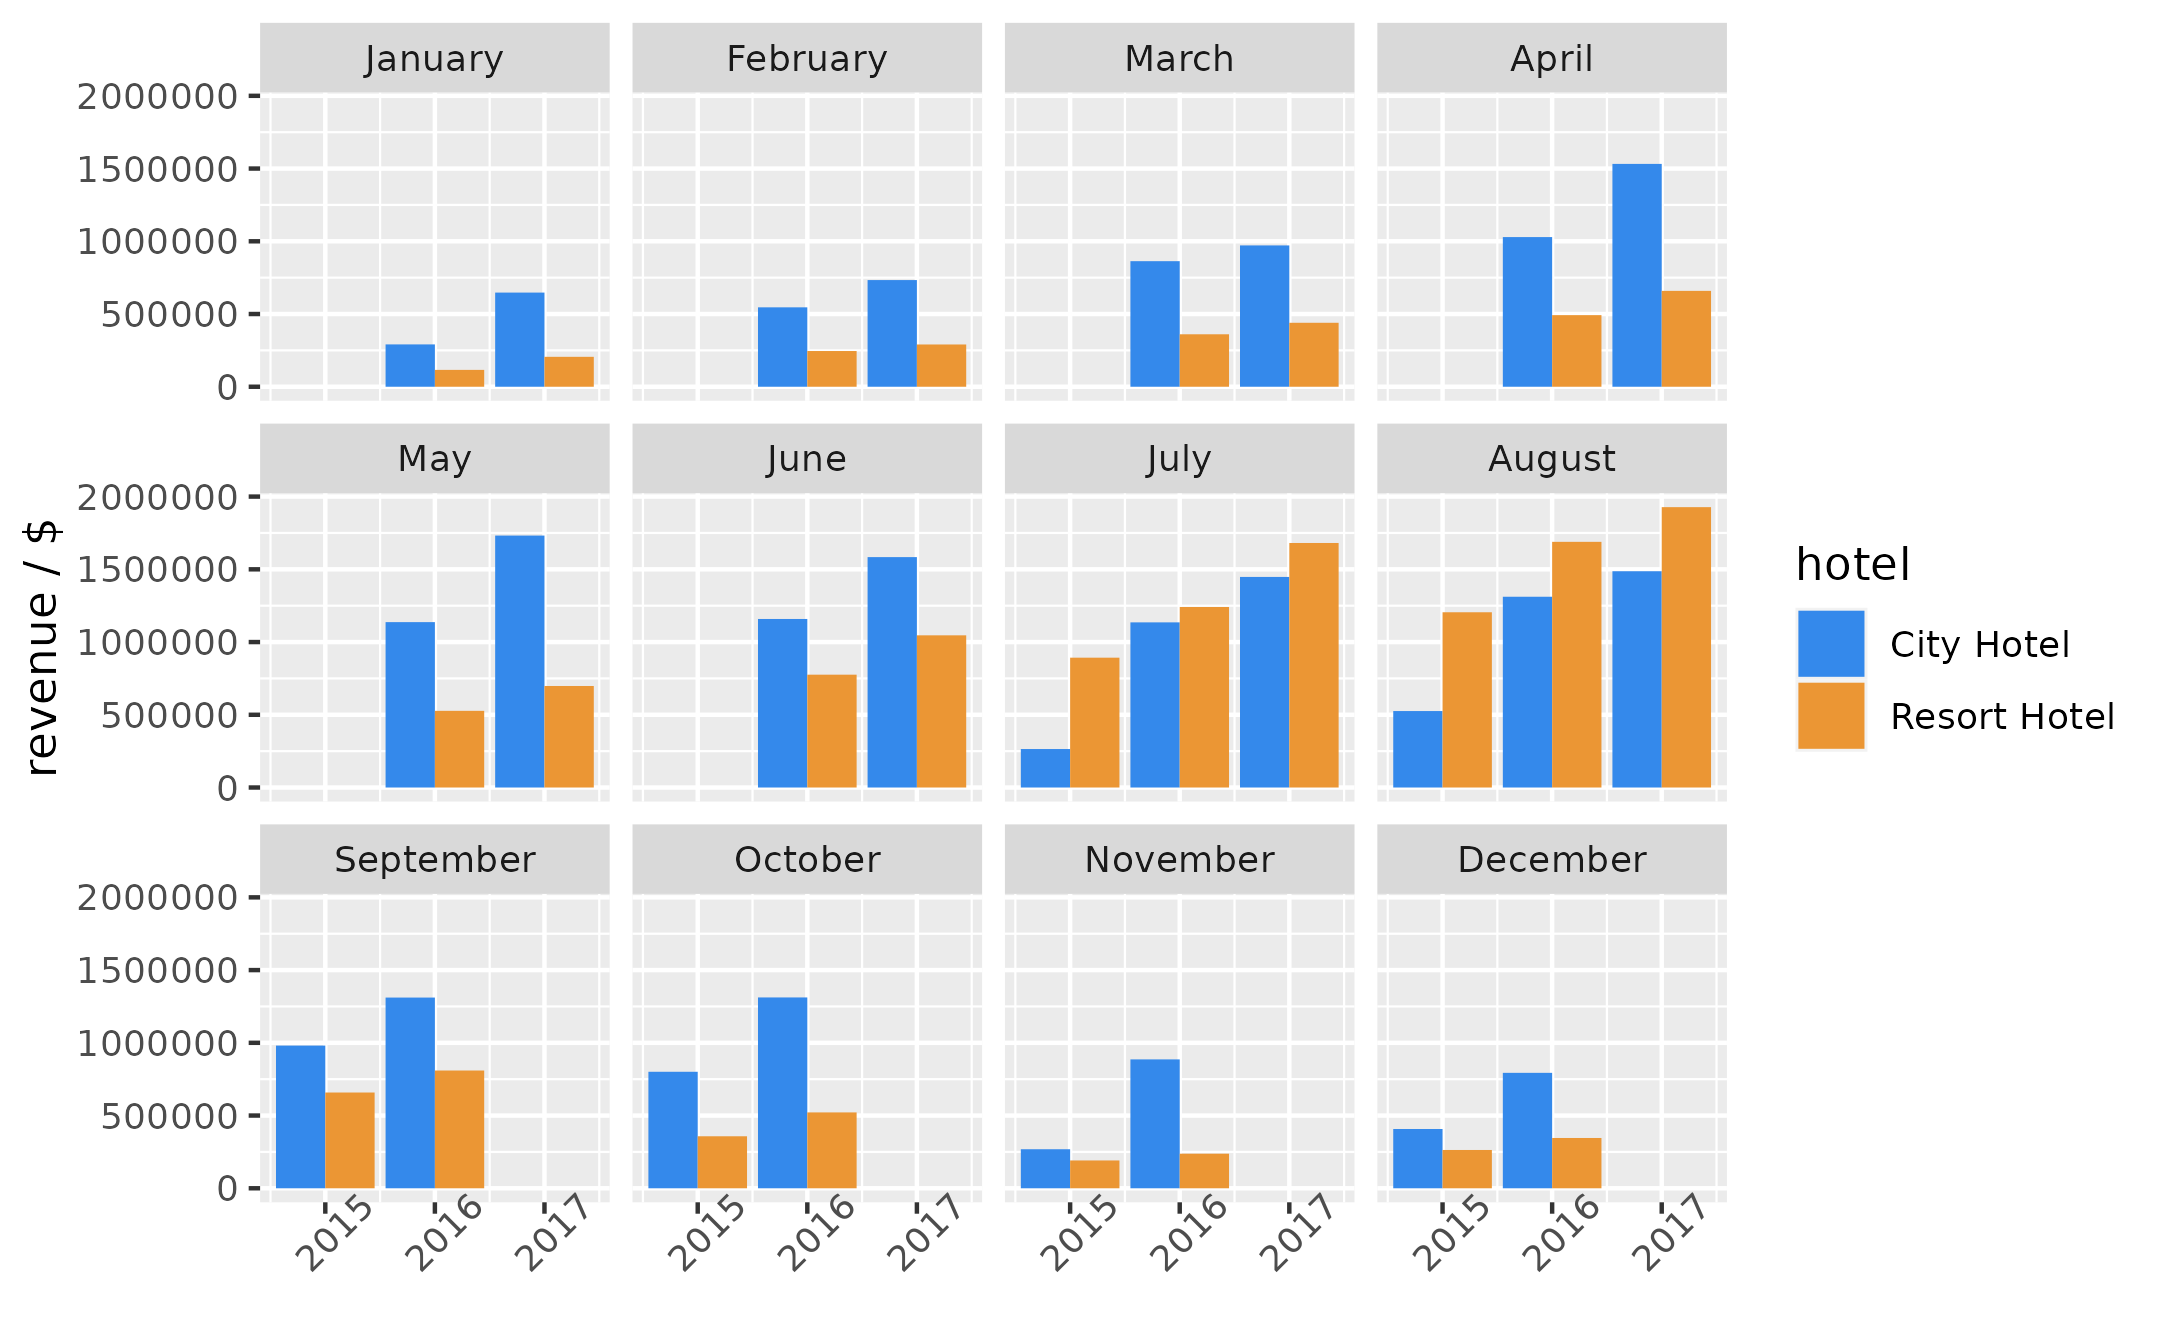 January February March April
2000000
1500000
1000000
500000
0
May June July August
2000000
1500000
1000000
500000
0
revenue / $
hotel
City Hotel
Resort Hotel
September October November December
2000000
1500000
1000000
500000
0
2015 2016 2017 2015 2016 2017 2015 2016 2017 2015 2016 2017